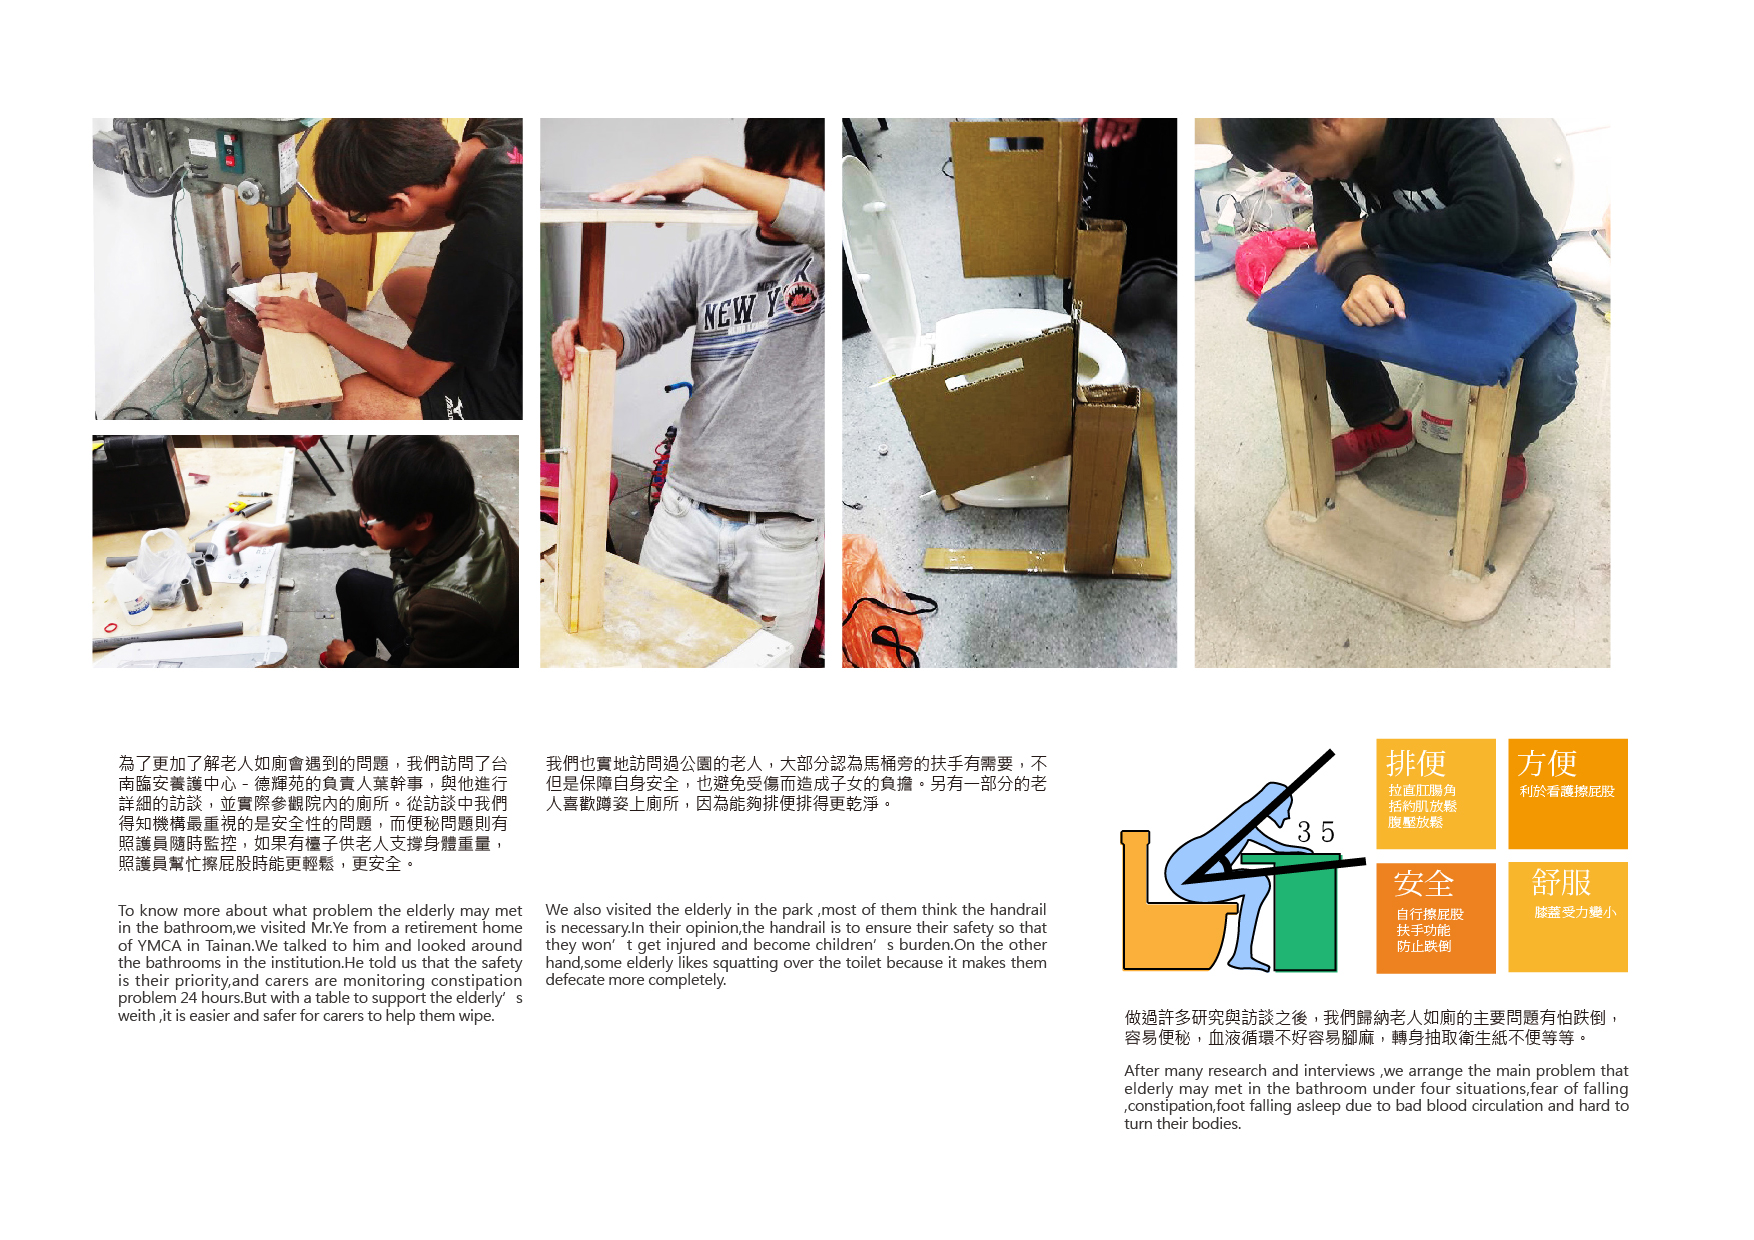 NEW Y
為了更加了解老人如廁會遇到的問題，我們訪問了台
南臨安養護中心 - 德輝苑的負責人葉幹事，與他進行
詳細的訪談，並實際參觀院內的廁所。從訪談中我們
得知機構最重視的是安全性的問題，而便秘問題則有
照護員隨時監控，如果有檯子供老人支撐身體重量，
照護員幫忙擦屁股時能更輕鬆，更安全。
To know more about what problem the elderly may met
in the bathroom,we visited Mr.Ye from a retirement home
of YMCA in Tainan.We talked to him and looked around
the bathrooms in the institution.He told us that the safety
is their priority,and carers are monitoring constipation
problem 24 hours.But with a table to support the elderly’s
weith ,it is easier and safer for carers to help them wipe.
我們也實地訪問過公園的老人，大部分認為馬桶旁的扶手有需要，不
但是保障自身安全，也避免受傷而造成子女的負擔。另有一部分的老
人喜歡蹲姿上廁所，因為能夠排便排得更乾淨。
We also visited the elderly in the park ,most of them think the handrail
is necessary.In their opinion,the handrail is to ensure their safety so that
they won’t get injured and become children’s burden.On the other
hand,some elderly likes squatting over the toilet because it makes them
defecate more completely.
35
排便
拉直肛腸角
括約肌放鬆
腹壓放鬆
方便
利於看護擦屁股
安全
自行擦屁股
扶手功能
防止跌倒
舒服
膝蓋受力變小
做過許多研究與訪談之後，我們歸納老人如廁的主要問題有怕跌倒，
容易便秘，血液循環不好容易腳麻，轉身抽取衛生紙不便等等。
After many research and interviews ,we arrange the main problem that
elderly may met in the bathroom under four situations,fear of falling
,constipation,foot falling asleep due to bad blood circulation and hard to
turn their bodies.